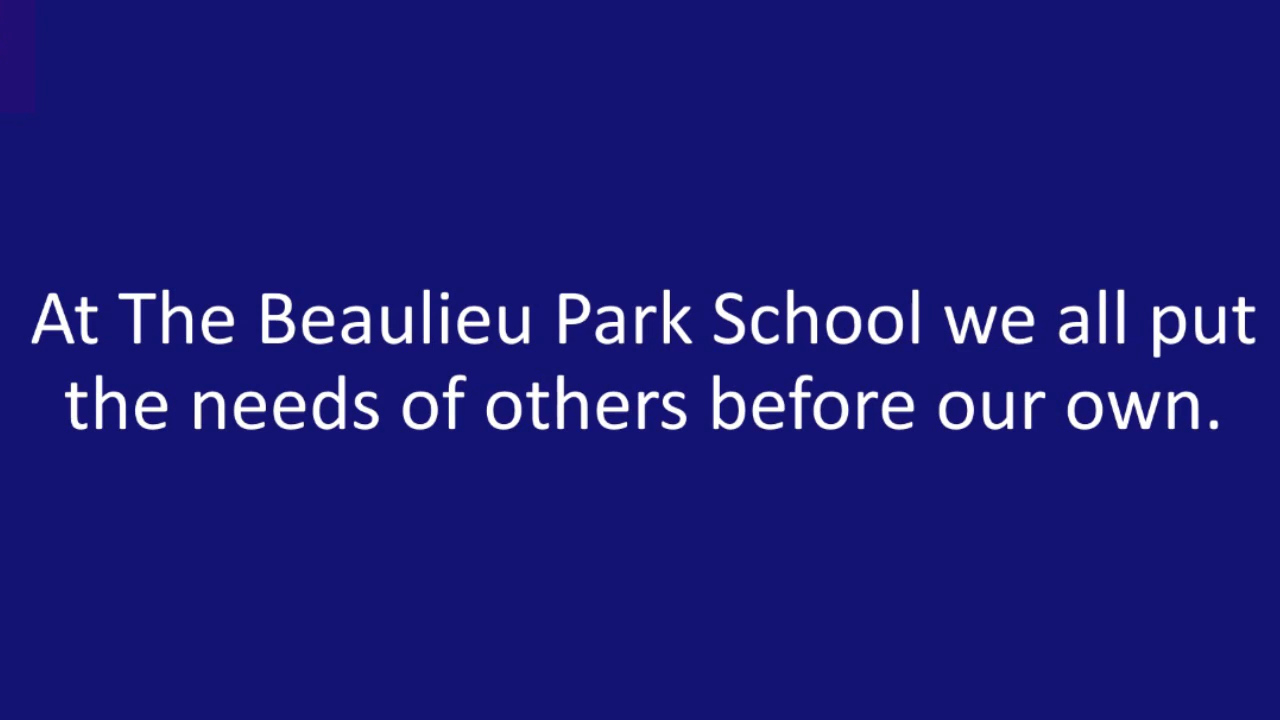 At The Beaulieu Park School we all put
the needs of others before our own.